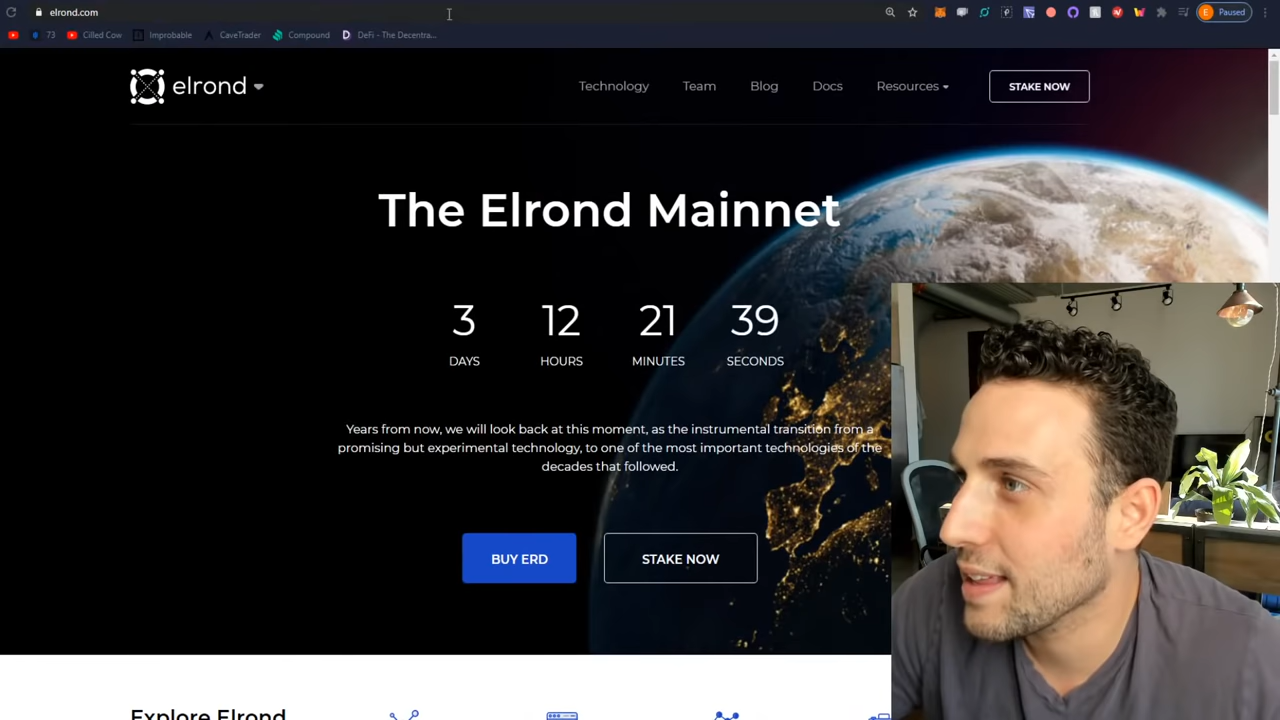 elrond.com
Paused
73
Cilled Cow
Improbable
CaveTrader
Compound
DeFi - The Decentra...
elrond
Technology
Team
Blog
Docs
Resources
STAKE NOW
The Elrond Mainnet
3
12
21
39
DAYS
HOURS
MINUTES
SECONDS
Years from now, we will look back at this moment, as the instrumental transition from a
promising but experimental technology, to one of the most important technologies of the
decades that followed.
BUY ERD
STAKE NOW
Explore Elrond